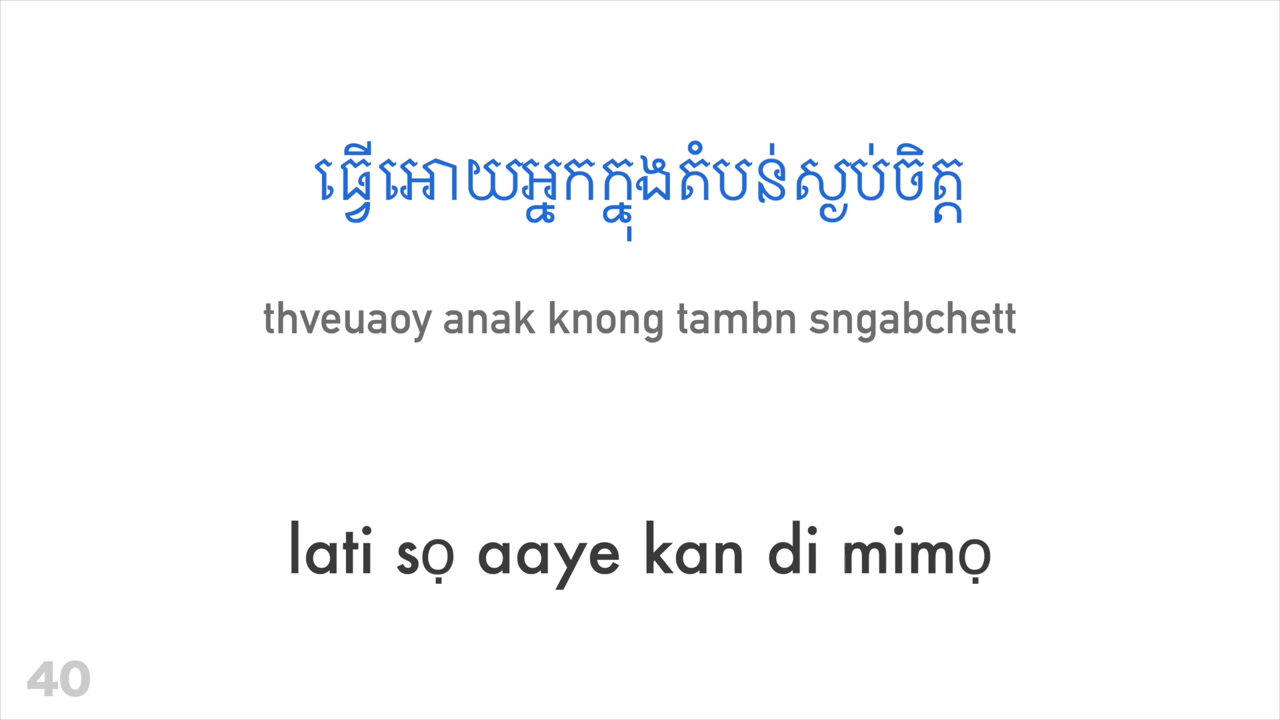 ធ្វើអោយអ្នកក្នុងតំបន់ស្ងប់ចិត្ត
thveuaoy anak knong tambn sngabchett
lati sọ aaye kan di mimọ
40